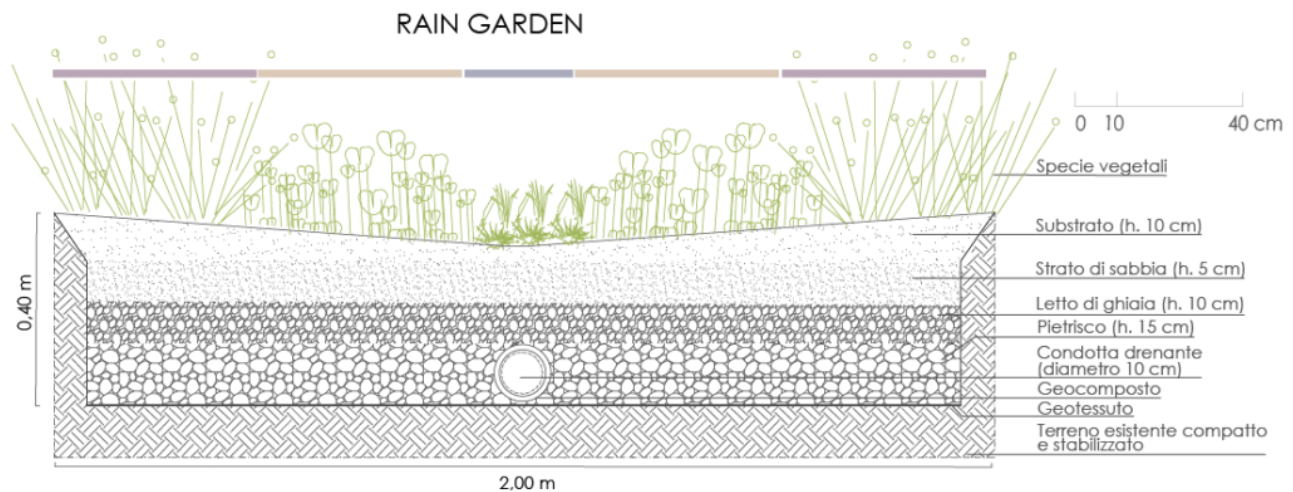 RAIN GARDEN
0 10 40 cm
Specie vegetali
Substrato (h. 10 cm)
Strato di sabbia (h. 5 cm)
Letto di ghiaia (h. 10 cm)
Pietrisco (h. 15 cm)
Condotta drenante
(diametro 10 cm)
Geocomposto
Geotessuto
Terreno esistente compatto
e stabilizzato
0,40 m
2,00 m